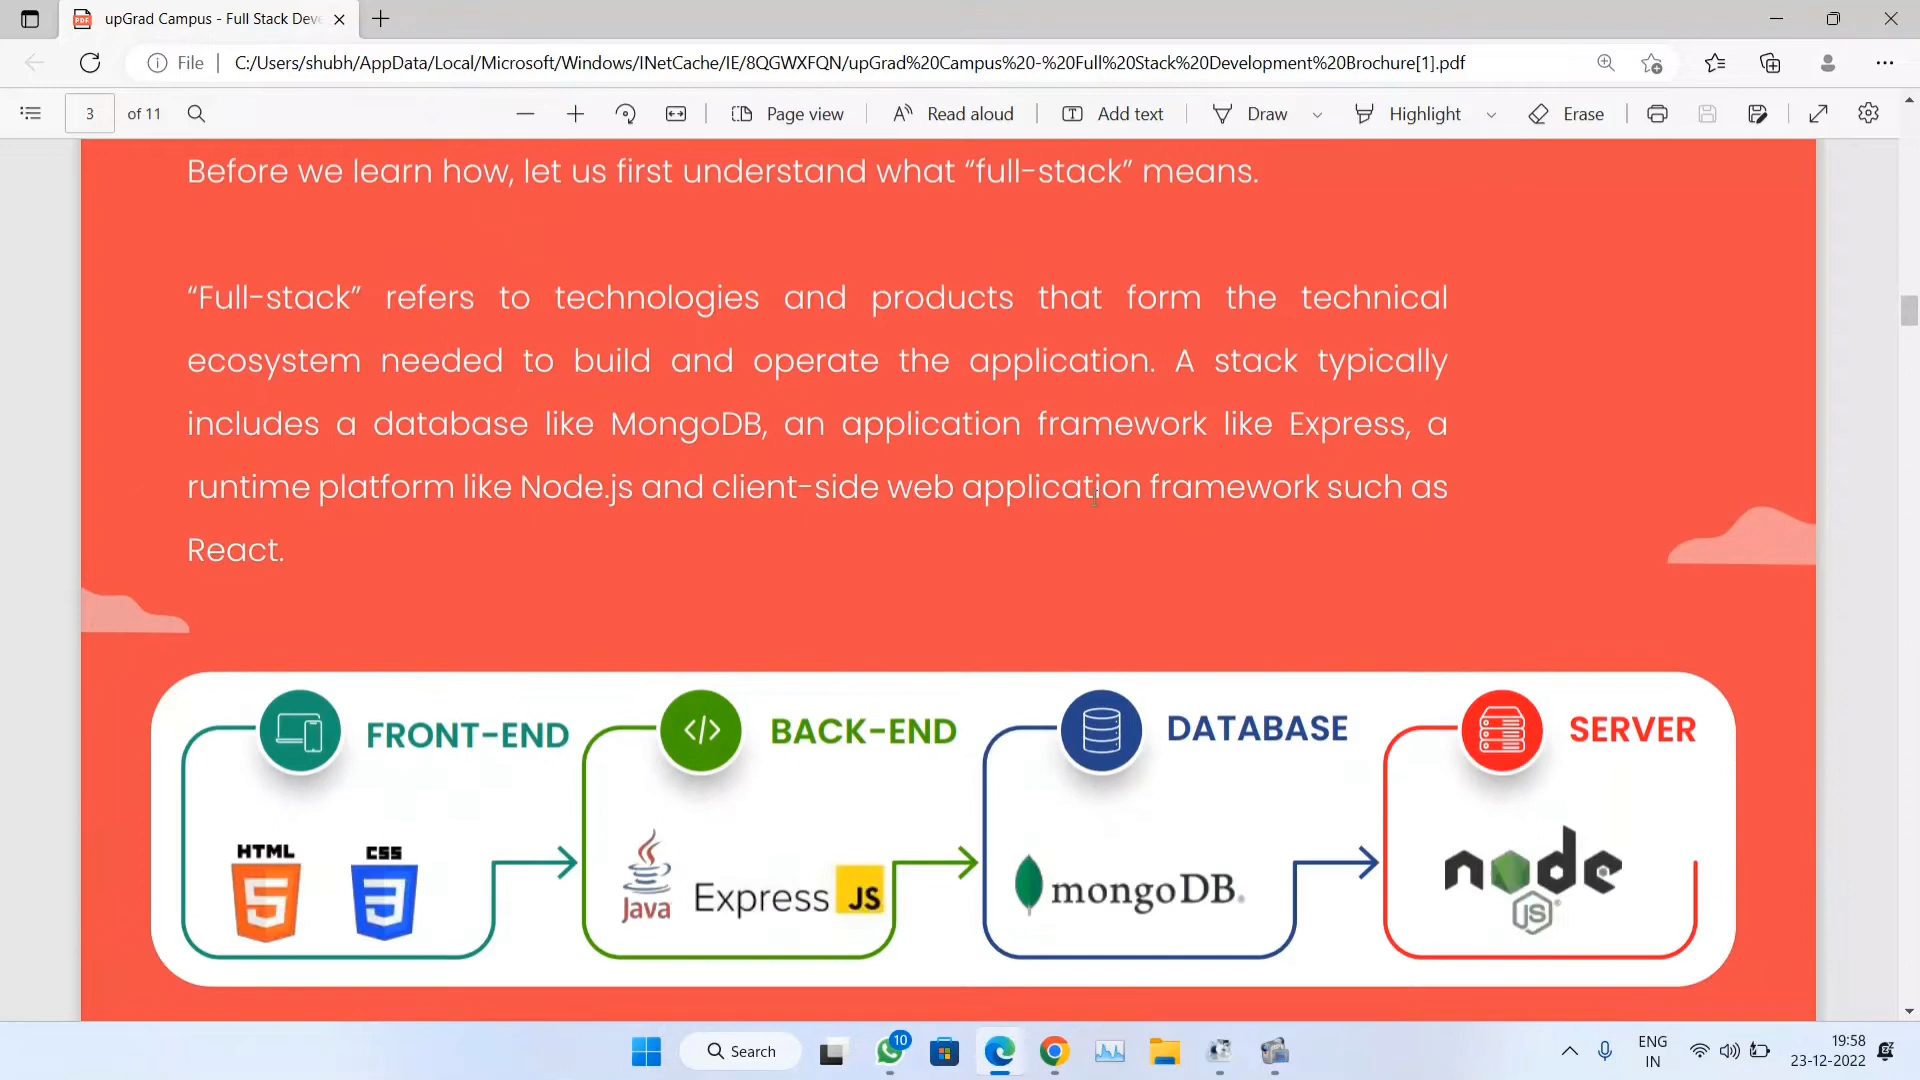 upGrad Campus - Full Stack Deve
File
C:/Users/shubh/AppData/Local/Microsoft/Windows/INetCache/IE/8QGWXFQN/upGrad%20Campus%20-%20Full%20Stack%20Development%20Brochure[1].pdf
3 of 11
Page view
Read aloud
Add text
Draw
Highlight
Erase
Before we learn how, let us first understand what “full-stack” means.
“Full-stack” refers to technologies and products that form the technical
ecosystem needed to build and operate the application. A stack typically
includes a database like MongoDB, an application framework like Express, a
runtime platform like Node.js and client-side web application framework such as
React.
FRONT-END
BACK-END
DATABASE
SERVER
HTML
5
CSS
3
Java
Express JS
mongoDB®
node
JS®
Search
10
ENG
IN
19:58
23-12-2022